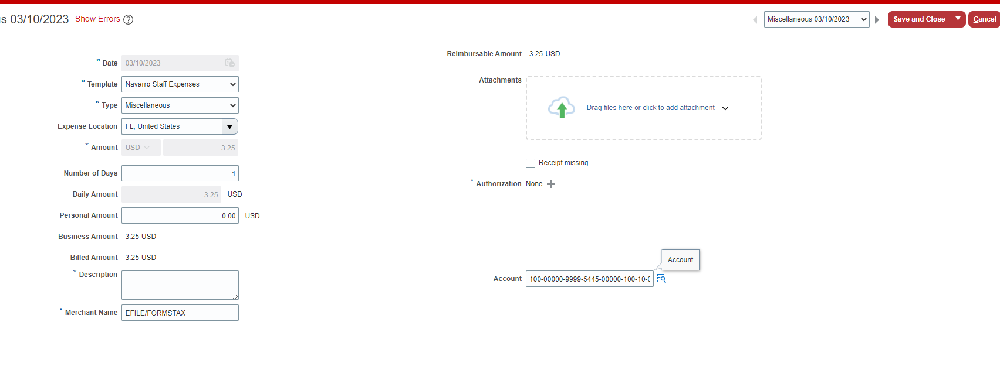 s 03/10/2023 Show Errors ?
Miscellaneous 03/10/2023 Save and Close Cancel
* Date 03/10/2023
* Template Navarro Staff Expenses
* Type Miscellaneous
Expense Location FL, United States
* Amount USD 3.25
Number of Days 1
Daily Amount 3.25 USD
Personal Amount 0.00 USD
Business Amount 3.25 USD
Billed Amount 3.25 USD
* Description
* Merchant Name EFILE/FORMSTAX
Reimbursable Amount 3.25 USD
Attachments
Drag files here or click to add attachment
Receipt missing
* Authorization None
Account
Account 100-00000-9999-5445-00000-100-10-